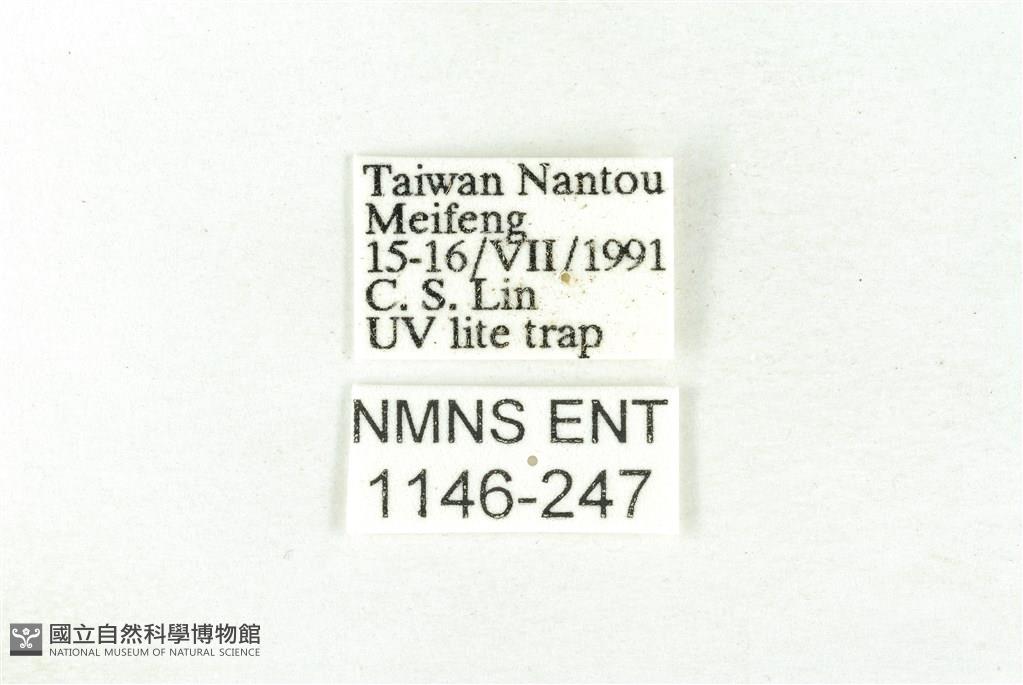 Taiwan Nantou
Meifeng
15-16/VII/1991
C. S. Lin
UV lite trap
NMNS ENT
1146-247
國立自然科學博物館
NATIONAL MUSEUM OF NATURAL SCIENCE